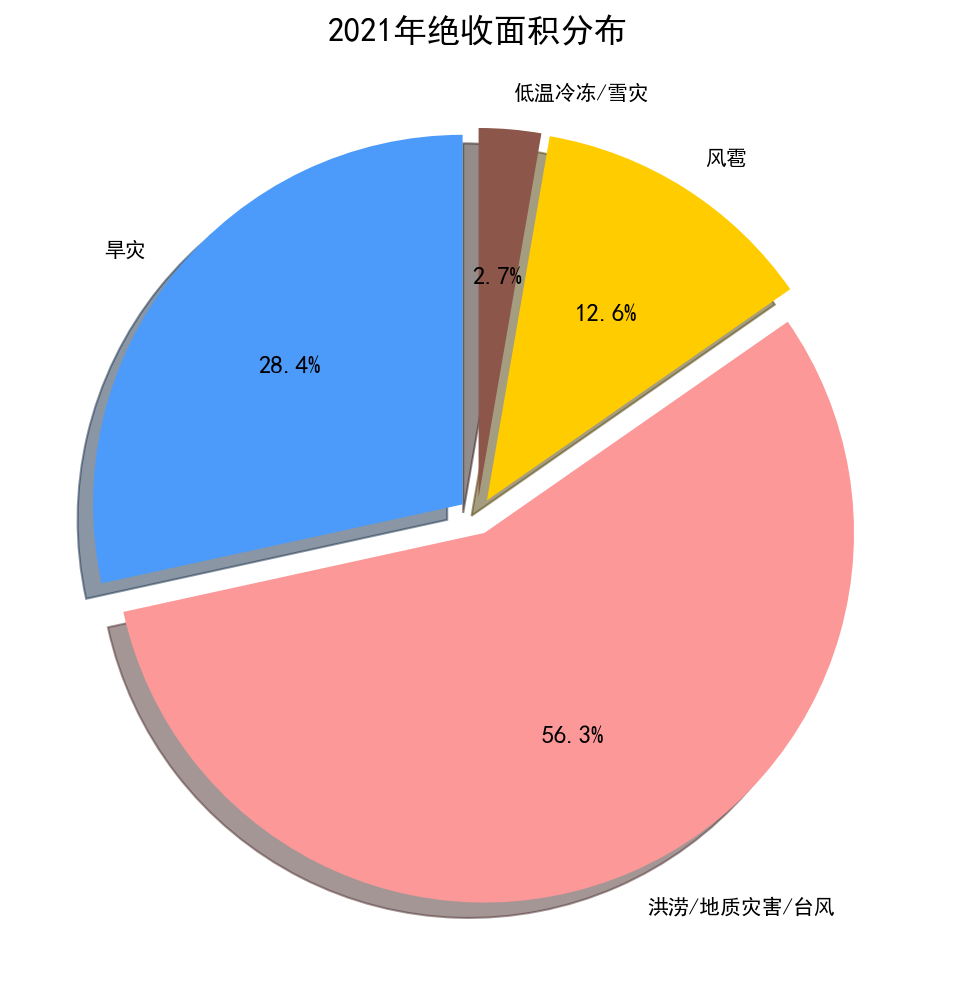 2021年绝收面积分布
低温冷冻/雪灾
风雹
旱灾
2.7%
12.6%
28.4%
56.3%
洪涝/地质灾害/台风